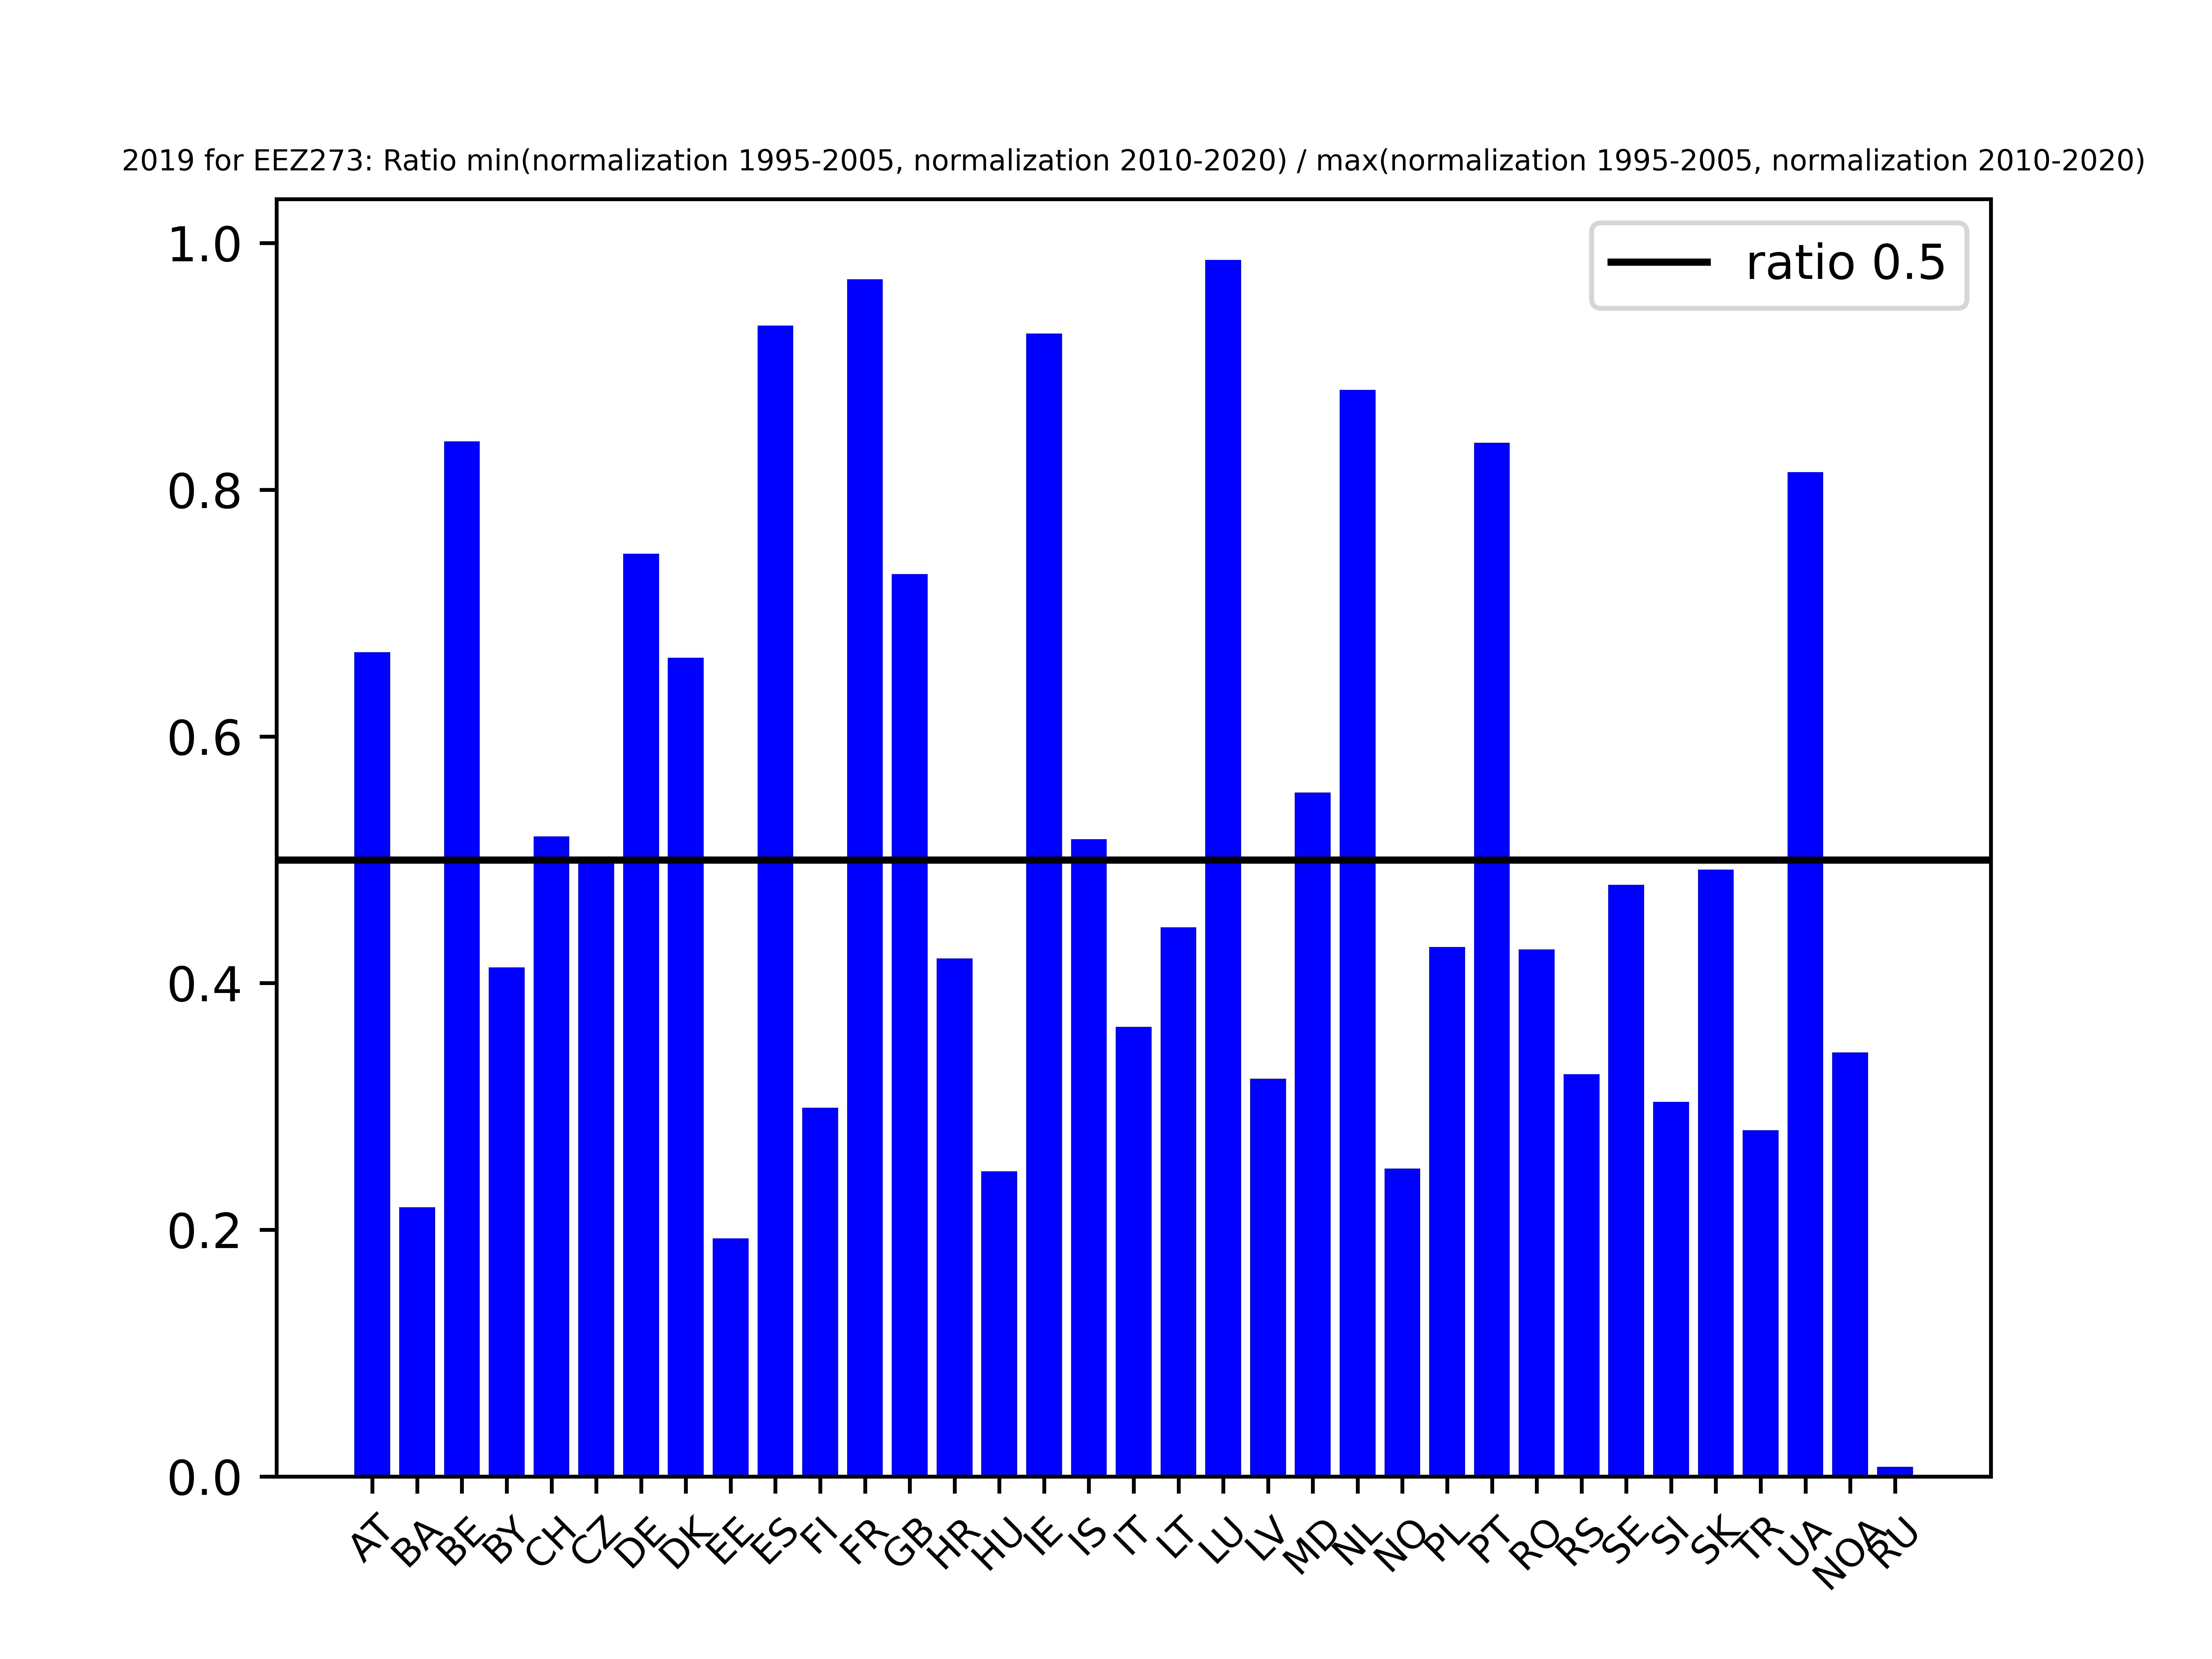 2019 for EEZ273: Ratio min(normalization 1995-2005, normalization 2010-2020) / max(normalization 1995-2005, normalization 2010-2020)
ratio 0.5
1.0
0.8
0.6
0.4
0.2
0.0
AT BA BE BY CH CZ DE DK EE ES FI FR GB HR HU IE IS IT LT LU LV MD NL NO PL PT RO RS SE SI SK TR UA NOA RU